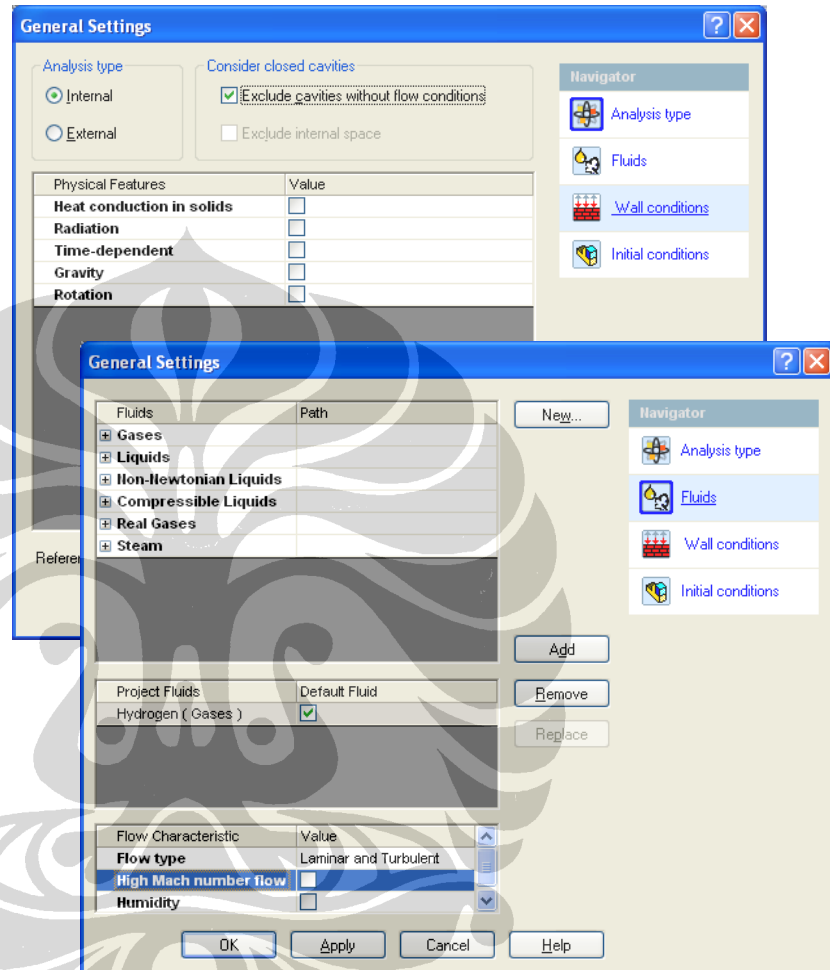 General Settings
Analysis type
Internal
External
Consider closed cavities
Exclude cavities without flow conditions
Exclude internal space
Physical Features Value
Heat conduction in solids
Radiation
Time-dependent
Gravity
Rotation
Navigator
Analysis type
Fluids
Wall conditions
Initial conditions
Referen
General Settings
Fluids Path
Gases
Liquids
Non-Newtonian Liquids
Compressible Liquids
Real Gases
Steam
New...
Add
Remove
Replace
Project Fluids Default Fluid
Hydrogen ( Gases )
Flow Characteristic Value
Flow type Laminar and Turbulent
High Mach number flow
Humidity
Navigator
Analysis type
Fluids
Wall conditions
Initial conditions
OK Apply Cancel Help